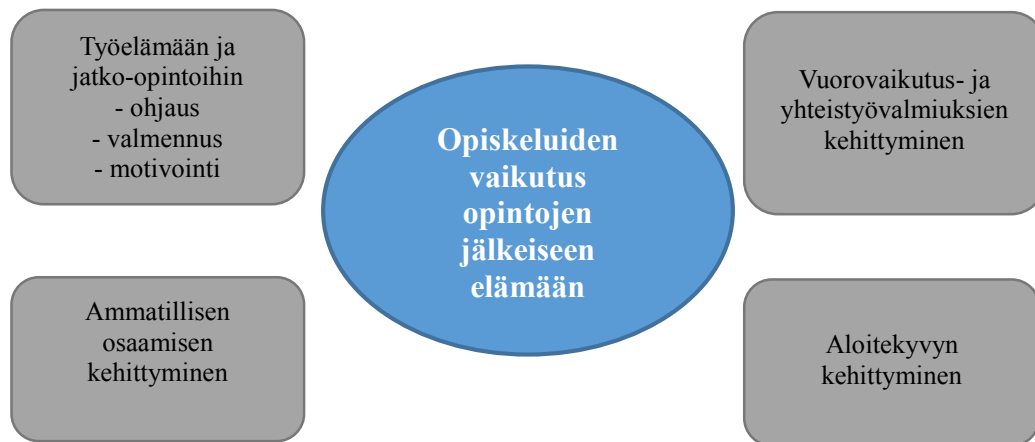 Työelämään ja
jatko-opintoihin
- ohjaus
- valmennus
- motivointi
Vuorovaikutus- ja
yhteistyövalmiuksien
kehittyminen
Opiskeluiden
vaikutus
opintojen
jälkeiseen
elämään
Ammatillisen
osaamisen
kehittyminen
Aloitekyvyn
kehittyminen